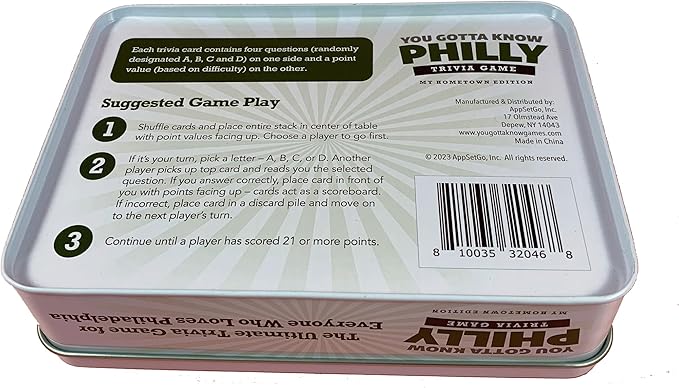 Each trivia card contains four questions (randomly
designated A, B, C and D) on one side and a point
value (based on difficulty) on the other.
YOU GOTTA KNOW
PHILLY
TRIVIA GAME
MY HOMETOWN EDITION
Suggested Game Play
Manufactured & Distributed by:
AppSetGo, Inc.
17 Olmstead Ave
Depew, NY 14043
www.yougottaknowgames.com
Made in China
© 2023 AppSetGo, Inc. All rights reserved.
1 Shuffle cards and place entire stack in center of table
with point values facing up. Choose a player to go first.
2 If it's your turn, pick a letter – A, B, C, or D. Another
player picks up top card and reads you the selected
question. If you answer correctly, place card in front of
you with points facing up – cards act as a scoreboard.
If incorrect, place card in a discard pile and move on
to the next player's turn.
3 Continue until a player has scored 21 or more points.
8 10035 32046 8
The Ultimate Trivia Game for
Everyone Who Loves Philadelphia
YOU GOTTA KNOW
PHILLY
TRIVIA GAME
MY HOMETOWN EDITION